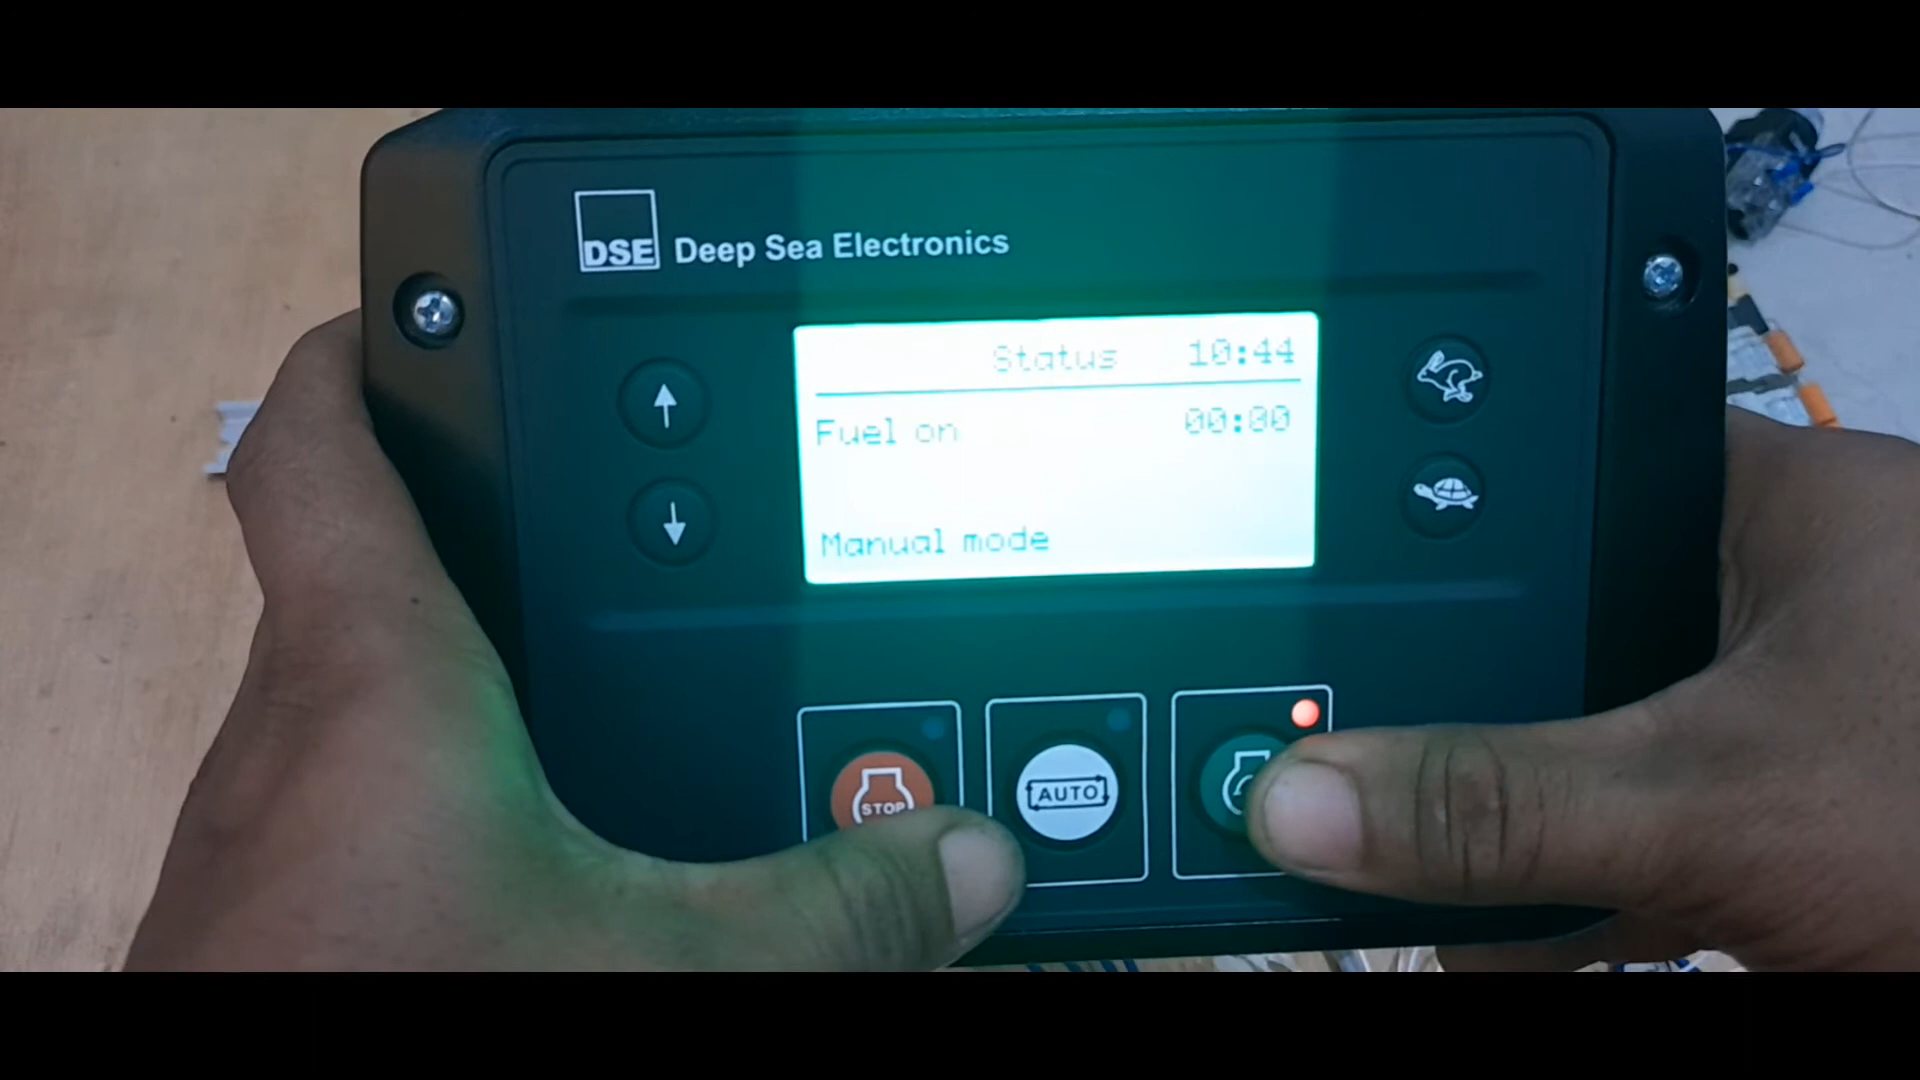 DSE Deep Sea Electronics
Status 10:44
Fuel on 00:00
Manual mode
STOP
AUTO